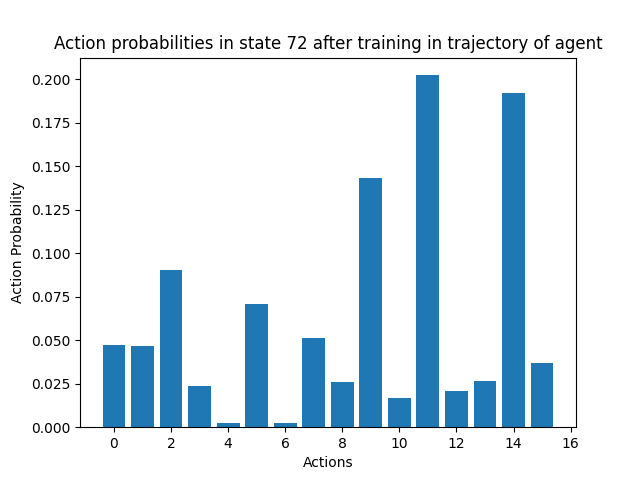 Action probabilities in state 72 after training in trajectory of agent
0.200
0.175
0.150
0.125
0.100
0.075
0.050
0.025
0.000
Action Probability
0 2 4 6 8 10 12 14 16
Actions